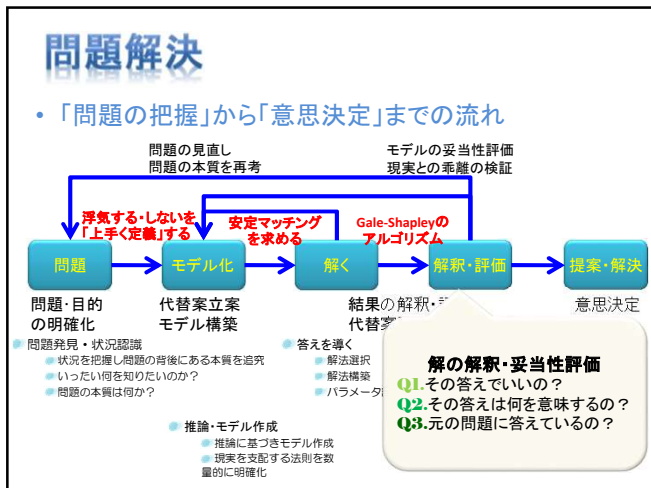 問題解決
• 「問題の把握」から「意思決定」までの流れ
問題の見直し
問題の本質を再考
モデルの妥当性評価
現実との乖離の検証
浮気する・しないを
「上手く定義」する
安定マッチング
を求める
Gale-Shapleyの
アルゴリズム
問題
モデル化
解く
解釈・評価
提案・解決
問題・目的
の明確化
代替案立案
モデル構築
結果の解釈・
代替案
意思決定
問題発見・状況認識
状況を把握し問題の背後にある本質を追究
いったい何を知りたいのか？
問題の本質は何か？
答えを導く
解法選択
解法構築
パラメータ
推論・モデル作成
推論に基づきモデル作成
現実を支配する法則を数
量的に明確化
解の解釈・妥当性評価
Q1.その答えでいいの？
Q2.その答えは何を意味するの？
Q3.元の問題に答えているの？